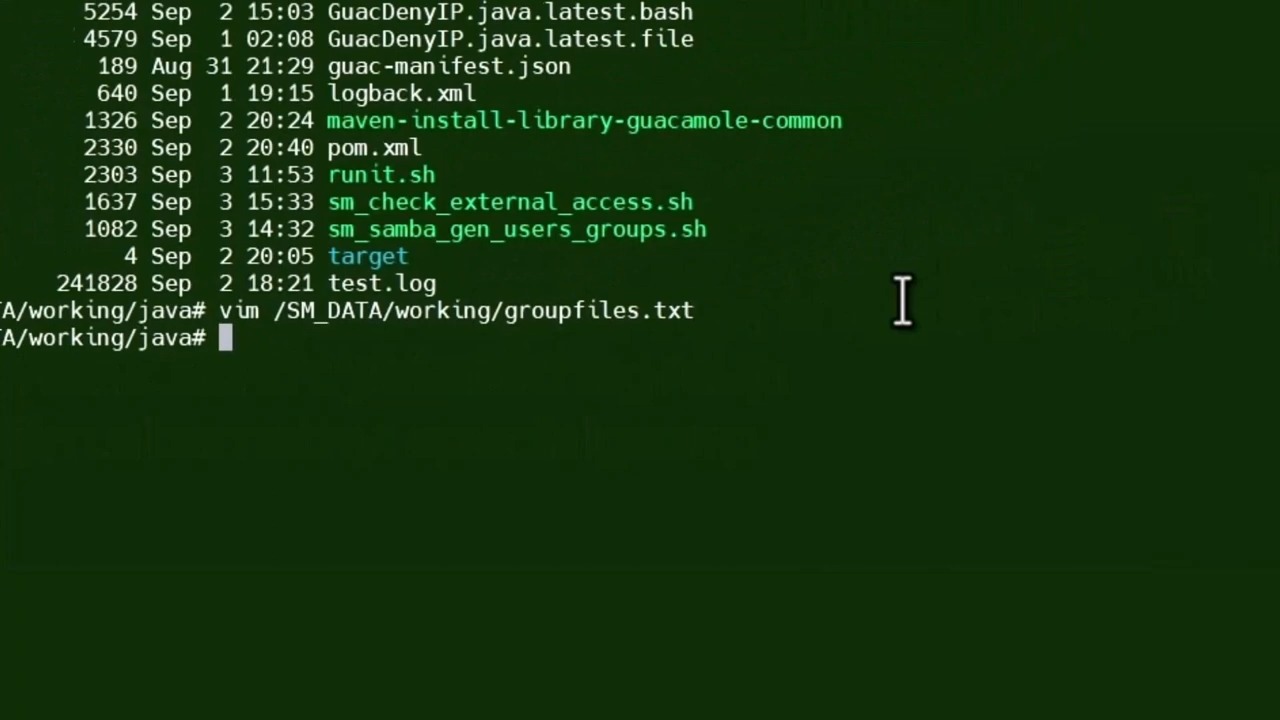 5254 Sep  2 15:03 GuacDenyIP.java.latest.bash
4579 Sep  1 02:08 GuacDenyIP.java.latest.file
189 Aug 31 21:29 guac-manifest.json
640 Sep  1 19:15 logback.xml
1326 Sep  2 20:24 maven-install-library-guacamole-common
2330 Sep  2 20:40 pom.xml
2303 Sep  3 11:53 runit.sh
1637 Sep  3 15:33 sm_check_external_access.sh
1082 Sep  3 14:32 sm_samba_gen_users_groups.sh
4 Sep  2 20:05 target
241828 Sep  2 18:21 test.log
TA/working/java# vim /SM_DATA/working/groupfiles.txt
TA/working/java#